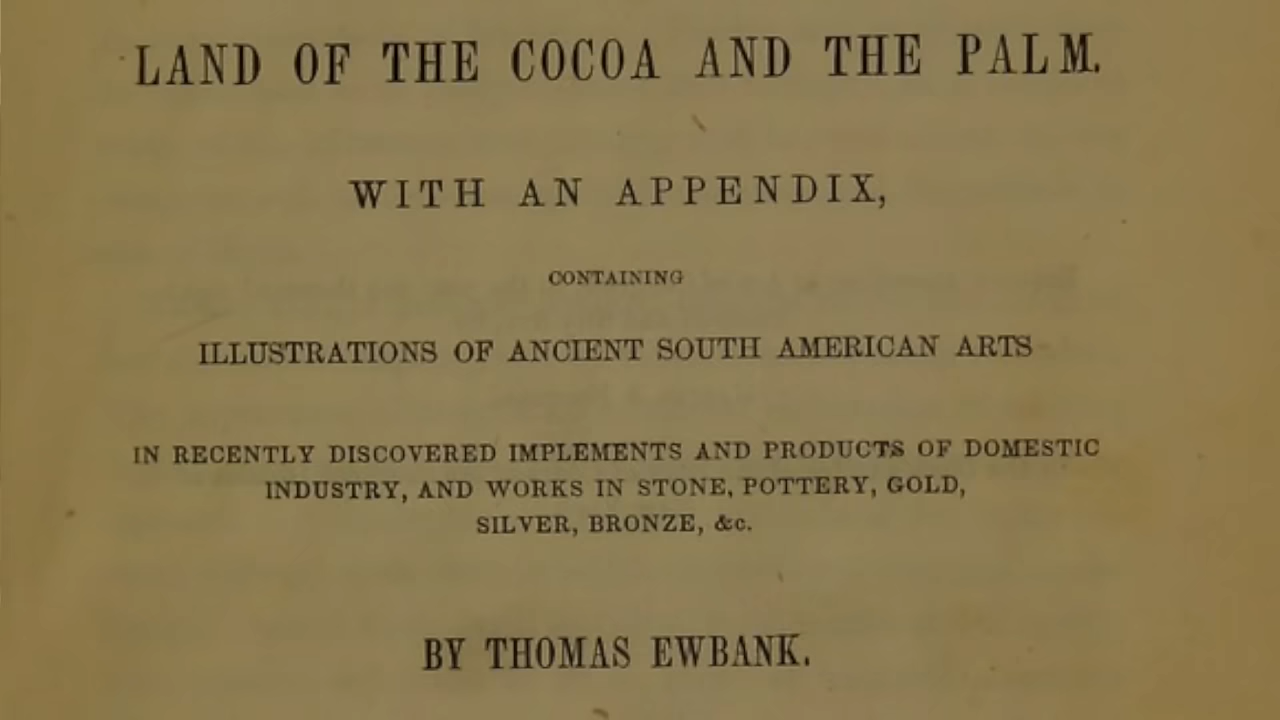 LAND OF THE COCOA AND THE PALM.
WITH AN APPENDIX,
CONTAINING
ILLUSTRATIONS OF ANCIENT SOUTH AMERICAN ARTS
IN RECENTLY DISCOVERED IMPLEMENTS AND PRODUCTS OF DOMESTIC
INDUSTRY, AND WORKS IN STONE, POTTERY, GOLD,
SILVER, BRONZE, &c.
BY THOMAS EWBANK.